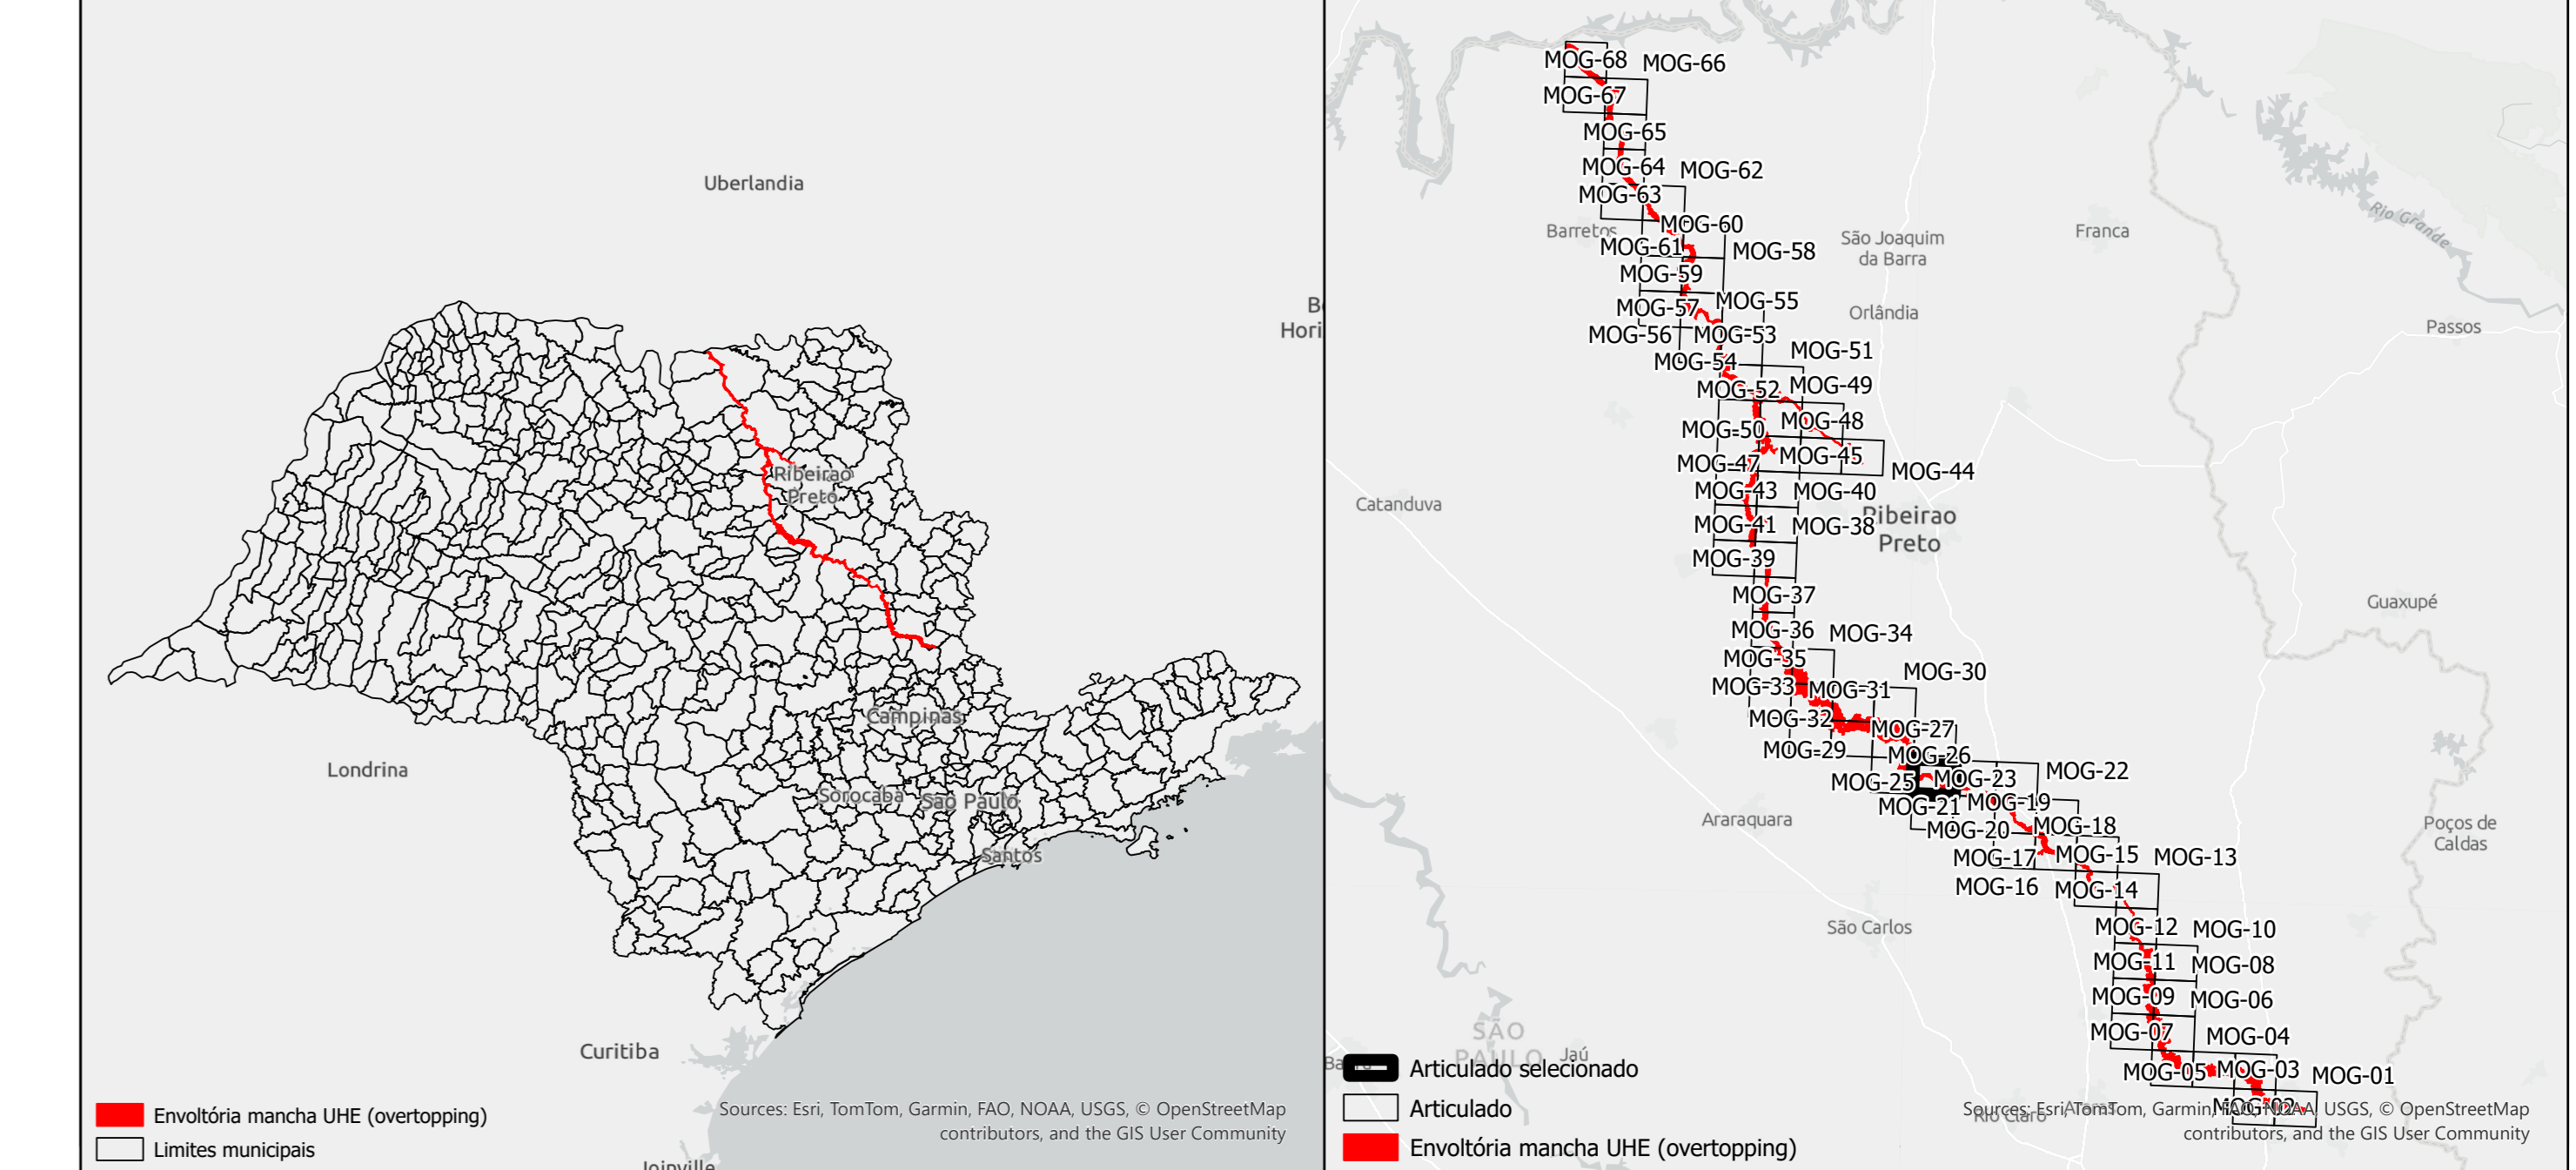 Uberlandia
Ribeirao
Preto
Campinas
Londrina
Sorocaba
Sao Paulo
Santos
Curitiba
Joinville
Envoltória mancha UHE (overtopping)
Limites municipais
Sources: Esri, TomTom, Garmin, FAO, NOAA, USGS, © OpenStreetMap
contributors, and the GIS User Community
MOG-68
MOG-66
MOG-67
MOG-65
MOG-64
MOG-62
MOG-63
MOG-60
Barretos
MOG-61
MOG-58
São Joaquim
da Barra
Franca
Rio Grande
MOG-59
MOG-57
MOG-55
Orlândia
Passos
MOG-56
MOG-53
MOG-54
MOG-51
MOG-52
MOG-49
MOG-50
MOG-48
MOG-47
MOG-45
MOG-44
MOG-43
MOG-40
Catanduva
MOG-41
MOG-38
Ribeirao
Preto
MOG-39
MOG-37
Guaxupé
MOG-36
MOG-34
MOG-35
MOG-30
MOG-33
MOG-31
MOG-32
MOG-27
MOG-29
MOG-26
MOG-25
MOG-23
MOG-22
MOG-21
MOG-19
Araraquara
MOG-20
MOG-18
Poços de
Caldas
MOG-17
MOG-15
MOG-13
MOG-16
MOG-14
São Carlos
MOG-12
MOG-10
MOG-11
MOG-08
MOG-09
MOG-06
MOG-07
MOG-04
MOG-05
MOG-03
MOG-01
SÃO
PAULO
Jaú
Rio Claro
Articulado selecionado
Articulado
Envoltória mancha UHE (overtopping)
Sources: Esri, TomTom, Garmin, FAO, NOAA, USGS, © OpenStreetMap
contributors, and the GIS User Community